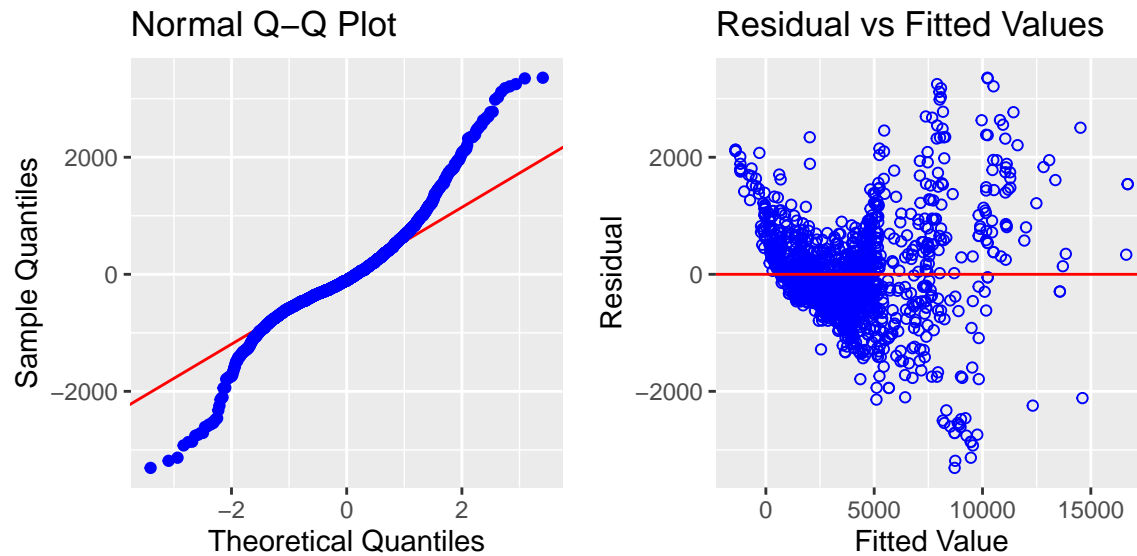 Normal Q−Q Plot
2000
0
−2000
−2
0
2
Theoretical Quantiles
Sample Quantiles
Residual vs Fitted Values
2000
0
−2000
0
5000
10000
15000
Fitted Value
Residual